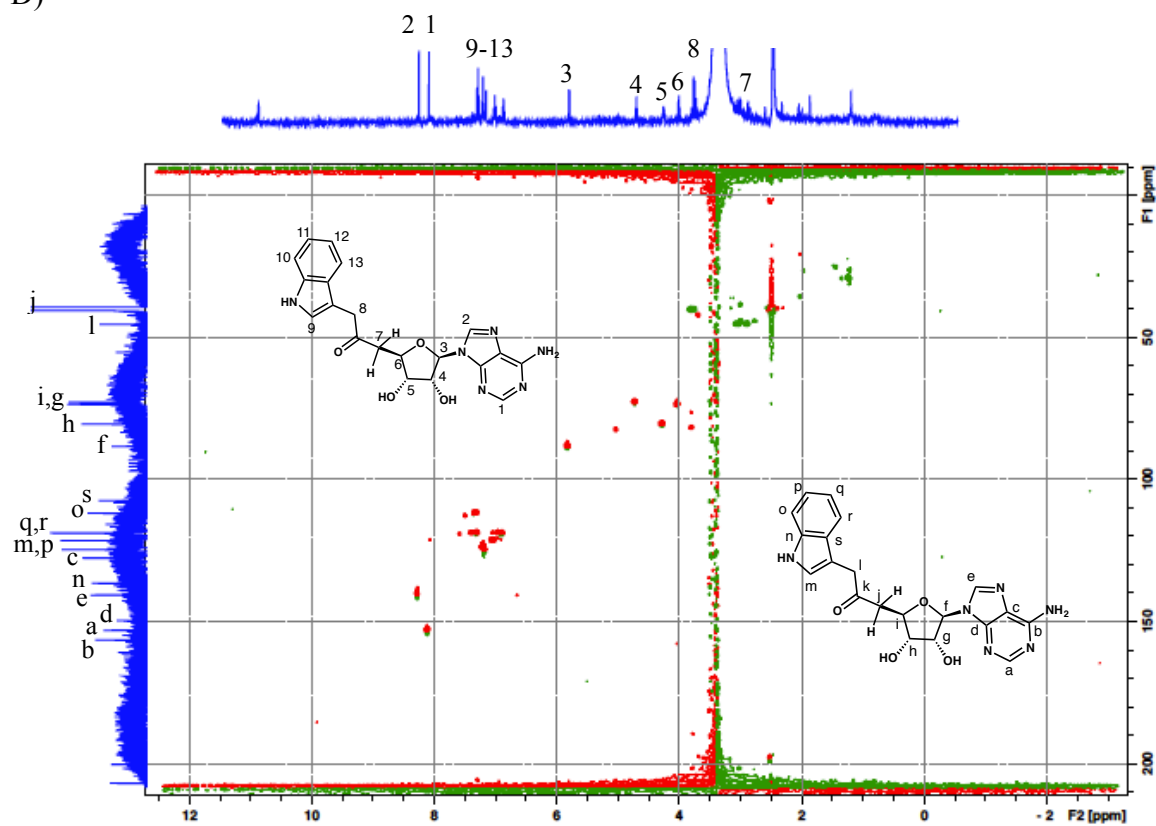 D)
2 1
9-13
3
4
5
6
8
7
F1 [ppm]
0
50
100
150
200
12 10 8 6 4 2 0 - 2 F2 [ppm]
j
l
i,g
h
f
s
o
q,r
m,p
c
n
e
d
a
b
11
12
10
13
HN
8
9
7
H
2
O
H
O
3
N
N
NH2
6
5
4
N
N
HO
OH
1
p
q
o
r
n
s
HN
l
m
k
H
e
j
O
H
O
f
N
N
c
NH2
i
d
b
h
g
N
N
HO
OH
a